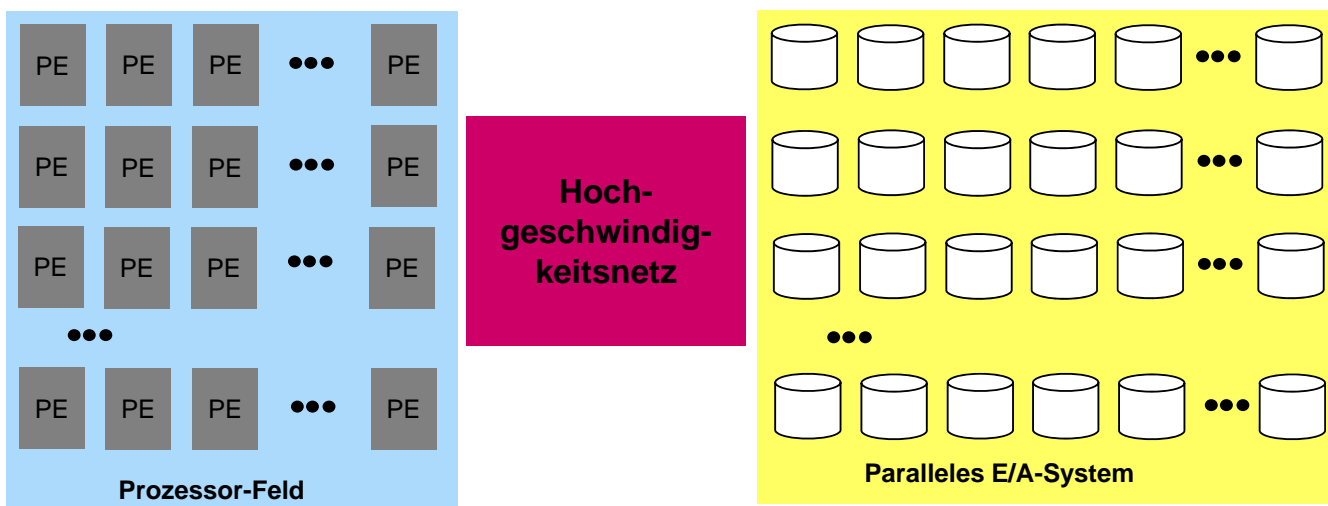 PE PE PE ••• PE
PE PE PE ••• PE
PE PE PE ••• PE
•••
PE PE PE ••• PE
Prozessor-Feld
Hoch-
geschwindig-
keitsnetz
•••
•••
•••
•••
•••
Paralleles E/A-System